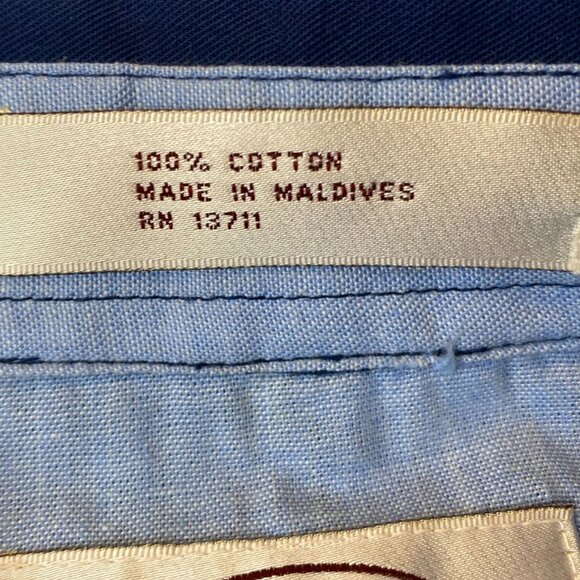 100% COTTON
MADE IN MALDIVES
RN 13711